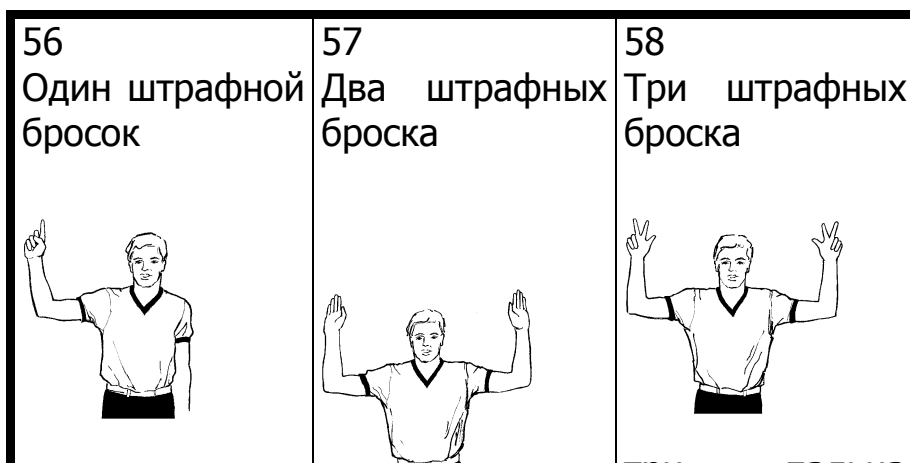 56
Один штрафной
бросок
57
Два штрафных
броска
58
Три штрафных
броска